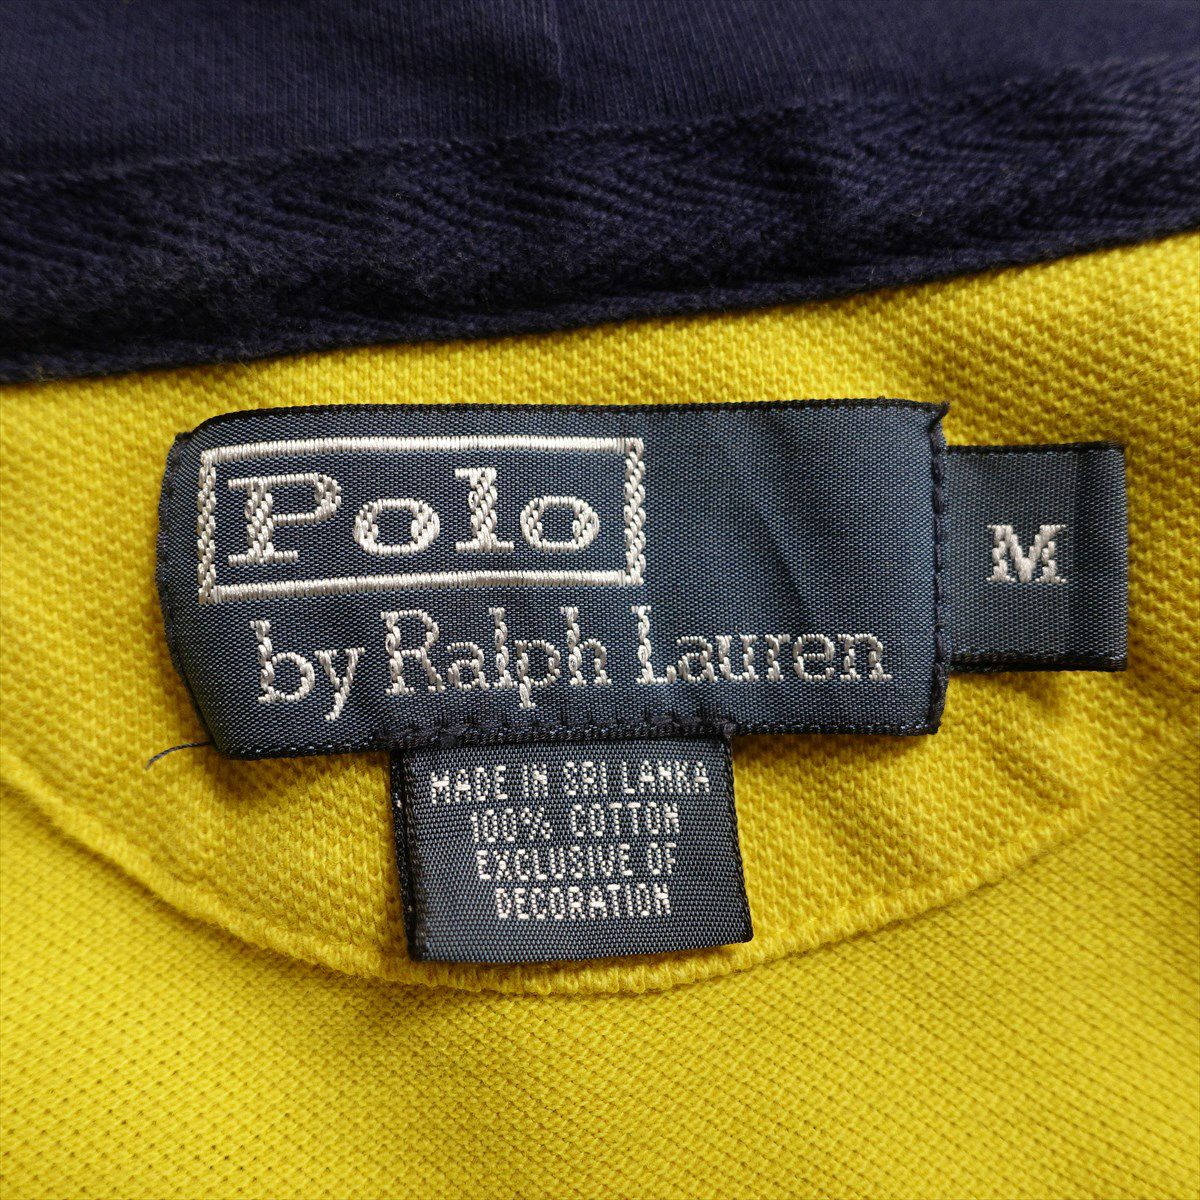 Polo
by Ralph Lauren
M
MADE IN SRI LANKA
100% COTTON
EXCLUSIVE OF
DECORATION